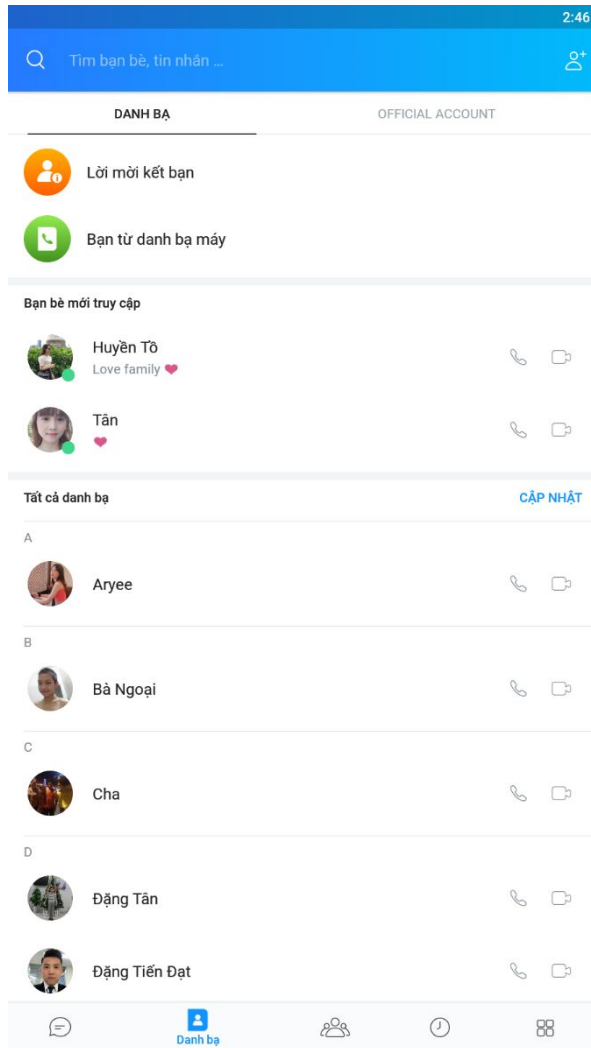 2:46
Tìm bạn bè, tin nhắn ...
DANH BẠ
OFFICIAL ACCOUNT
Lời mời kết bạn
Bạn từ danh bạ máy
Bạn bè mới truy cập
Huyền Tồ
Love family ❤
Tân
❤
Tất cả danh bạ
CẬP NHẬT
A
Aryee
B
Bà Ngoại
C
Cha
D
Đặng Tân
Đặng Tiến Đạt
Danh bạ